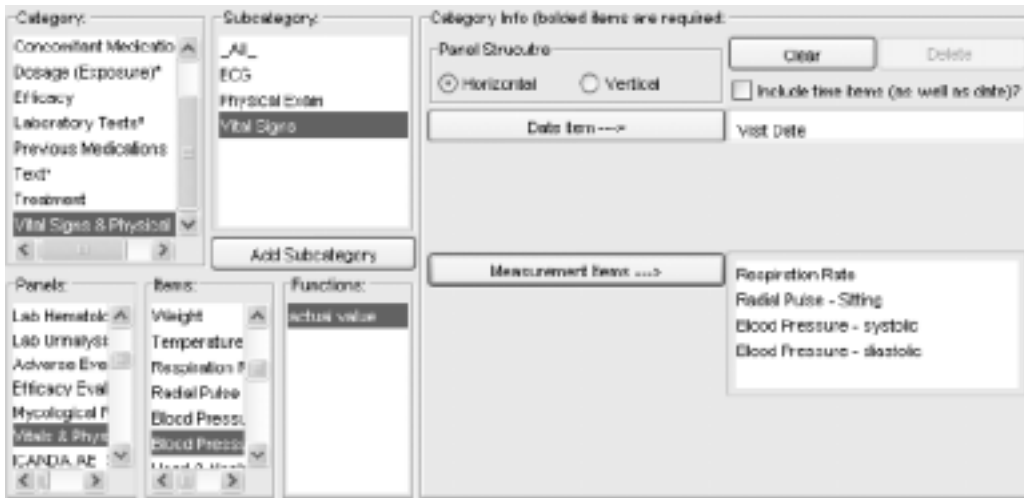 Category:
Concomitant Medicatio
Dosage (Exposure)*
Efficacy
Laboratory Tests*
Previous Medications
Text*
Treatment
Vital Signs & Physical
Subcategory:
_All_
ECG
Physical Exam
Vital Signs
Add Subcategory
Panels:
Lab Hematolc
Lab Urinalysi
Adverse Eve
Efficacy Eval
Mycological F
Vitals & Phys
ICANDA AE
Items:
Weight
Temperature
Respiration F
Radial Pulse
Blood Pressu
Blood Pressu
Functions:
actual value
Category Info (bolded items are required
Panel Strucutre
Horizontal
Vertical
Clear
Delete
Include time items (as well as date)?
Date Item ---->
Visit Date
Measurement Items ---->
Respiration Rate
Radial Pulse - Sitting
Blood Pressure - systolic
Blood Pressure - diastolic